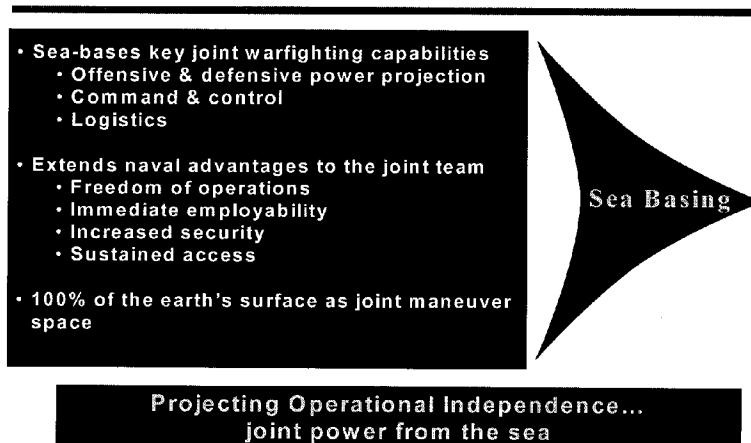 • Sea-bases key joint warfighting capabilities
• Offensive & defensive power projection
• Command & control
• Logistics
• Extends naval advantages to the joint team
• Freedom of operations
• Immediate employability
• Increased security
• Sustained access
• 100% of the earth's surface as joint maneuver
space
Sea Basing
Projecting Operational Independence...
joint power from the sea